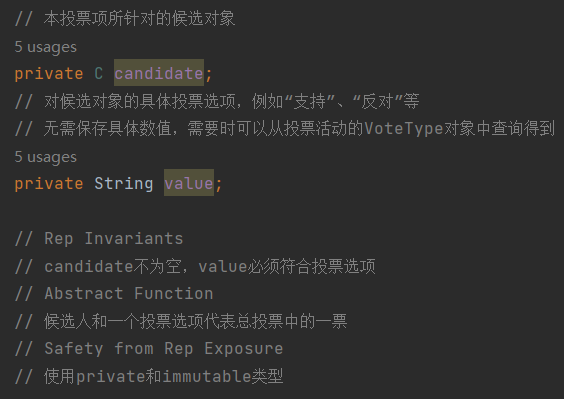 // 本投票项所针对的候选对象
5 usages
private C candidate;
// 对候选对象的具体投票选项，例如“支持”、“反对”等
// 无需保存具体数值，需要时可以从投票活动的VoteType对象中查询得到
5 usages
private String value;
// Rep Invariants
// candidate不为空，value必须符合投票选项
// Abstract Function
// 候选人和一个投票选项代表总投票中的一票
// Safety from Rep Exposure
// 使用private和immutable类型